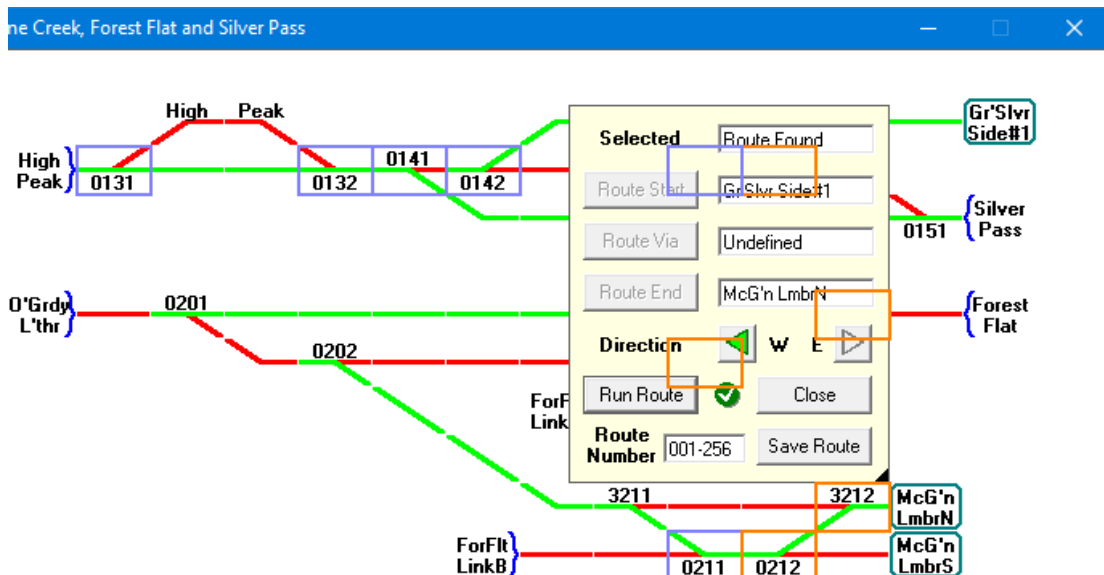 ne Creek, Forest Flat and Silver Pass
High Peak
Gr'Slvr
Side#1
High
Peak
0131
0132
0141
0142
Silver
Pass
0151
O'Grdy
L'thr
0201
0202
Forest
Flat
ForF
Link
Selected
Route Found
Route Start
GrSlvr Side#1
Route Via
Undefined
Route End
McG'n LmbrN
Direction
W E
Run Route
Close
Route
Number
001-256
Save Route
3211
3212
McG'n
LmbrN
ForFlt
LinkB
0211
0212
McG'n
LmbrS